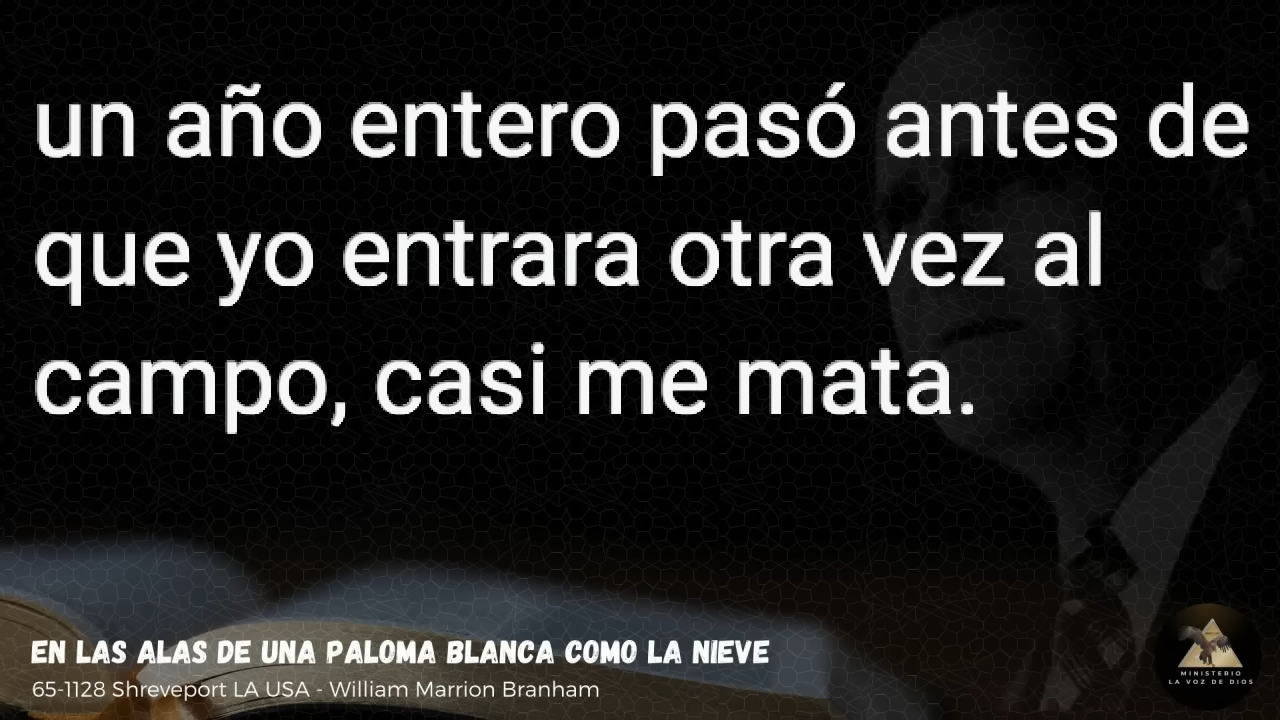 un año entero pasó antes de
que yo entrara otra vez al
campo, casi me mata.
EN LAS ALAS DE UNA PALOMA BLANCA COMO LA NIEVE
65-1128 Shreveport LA USA - William Marrion Branham
MINISTERIO
LA VOZ DE DIOS